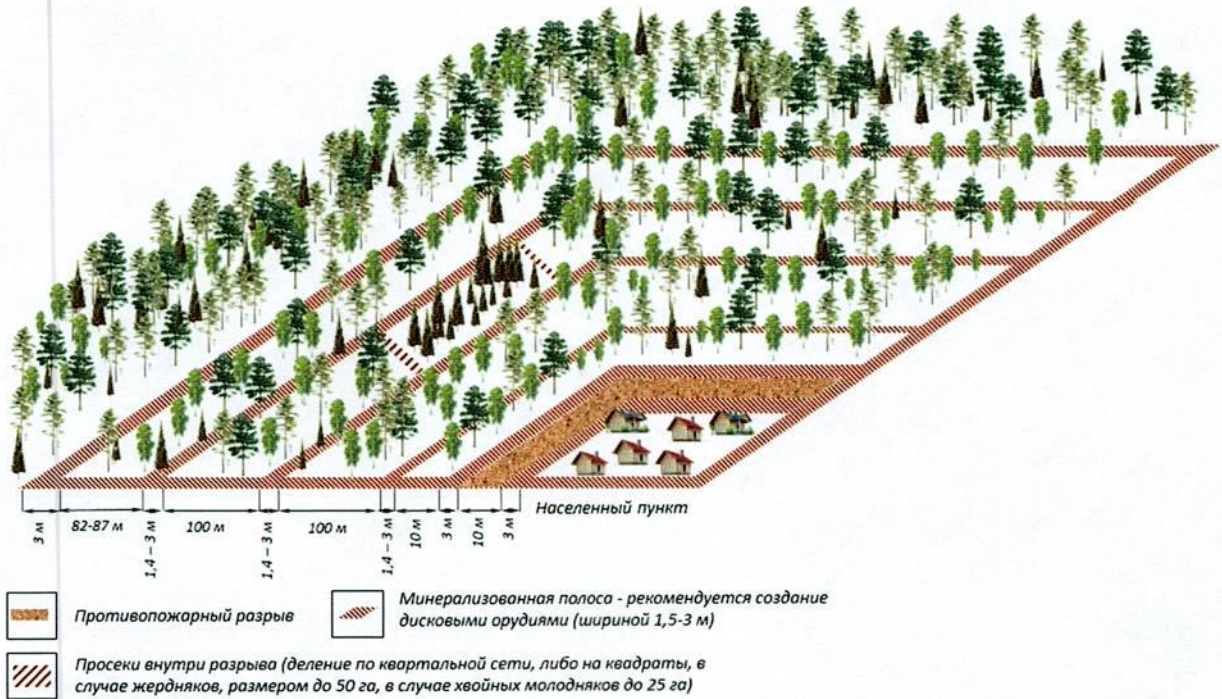 Населенный пункт
3 м
82-87 м
1,4 – 3 м
100 м
1,4 – 3 м
100 м
1,4 – 3 м
10 м
3 м
10 м
3 м
Противопожарный разрыв
Минерализованная полоса - рекомендуется создание
дисковыми орудиями (шириной 1,5-3 м)
Просеки внутри разрыва (деление по квартальной сети, либо на квадраты, в
случае жердняков, размером до 50 га, в случае хвойных молодняков до 25 га)